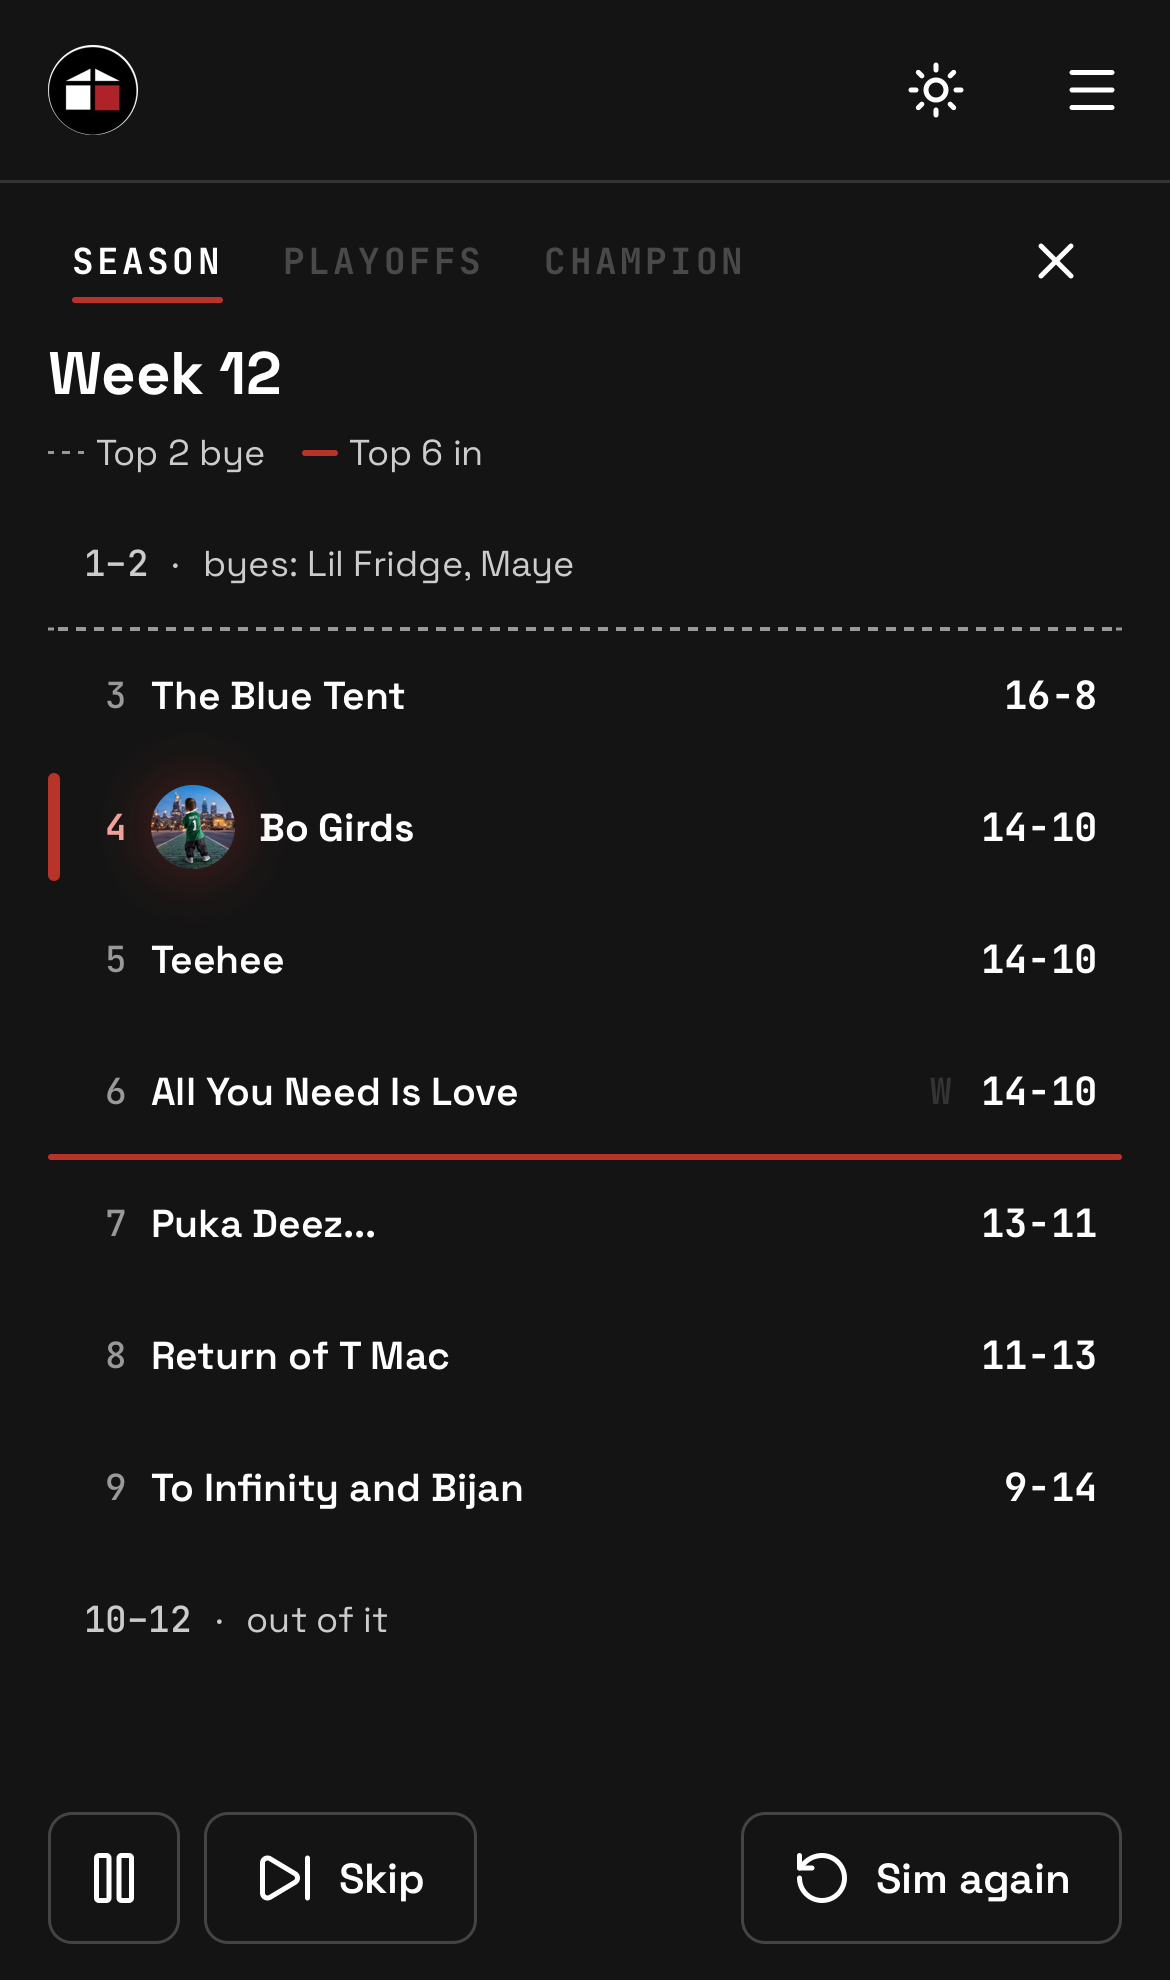 SEASON PLAYOFFS CHAMPION
Week 12
Top 2 bye Top 6 in
1–2 · byes: Lil Fridge, Maye
3 The Blue Tent 16-8
4 Bo Girds 14-10
5 Teehee 14-10
6 All You Need Is Love W 14-10
7 Puka Deez... 13-11
8 Return of T Mac 11-13
9 To Infinity and Bijan 9-14
10–12 · out of it
Skip Sim again